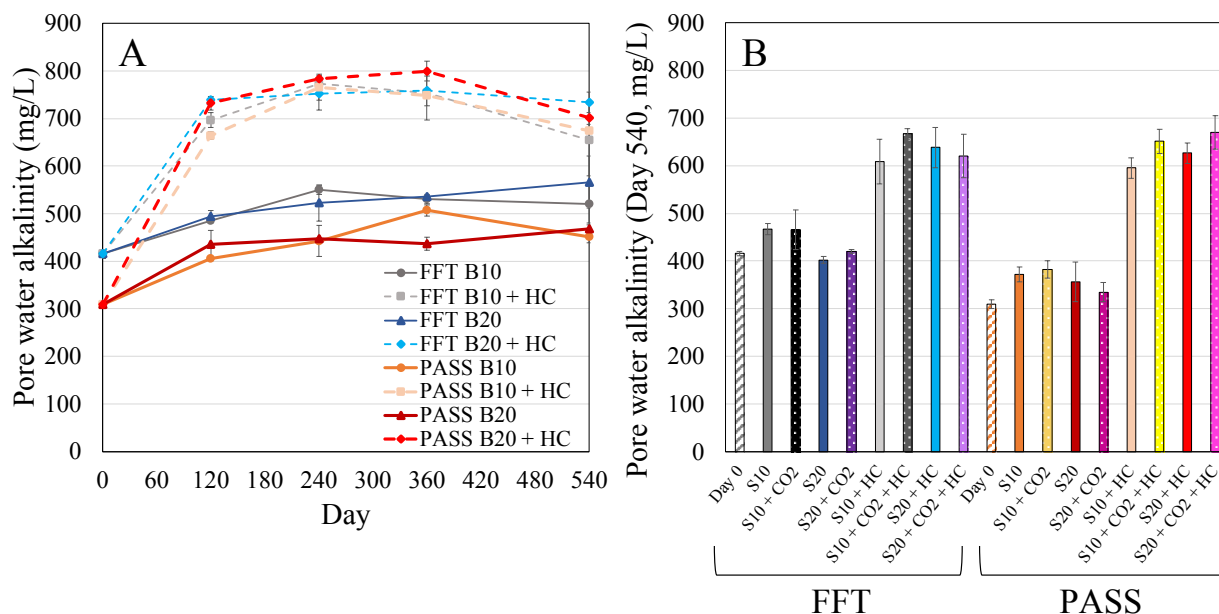 A
Pore water alkalinity (mg/L)
900
800
700
600
500
400
300
200
100
0
0 60 120 180 240 300 360 420 480 540
Day
FFT B10
FFT B10 + HC
FFT B20
FFT B20 + HC
PASS B10
PASS B10 + HC
PASS B20
PASS B20 + HC
B
Pore water alkalinity (Day 540, mg/L)
900
800
700
600
500
400
300
200
100
0
Day 0
S10
S10 + CO2
S20
S20 + CO2
S10 + HC
S10 + CO2 + HC
S20 + HC
S20 + CO2 + HC
Day 0
S10
S10 + CO2
S20
S20 + CO2
S10 + HC
S10 + CO2 + HC
S20 + HC
S20 + CO2 + HC
FFT PASS